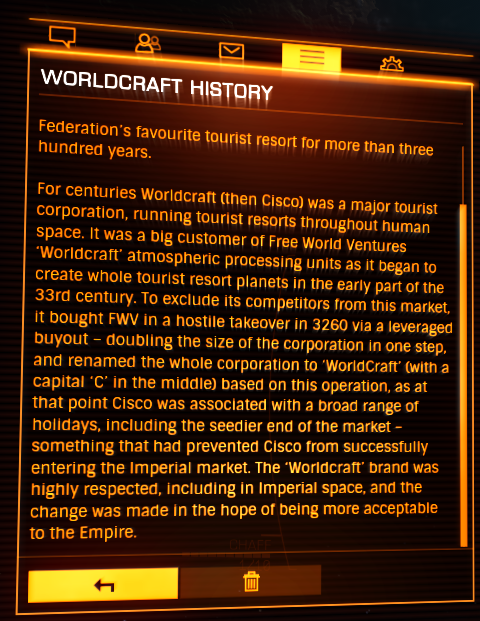 WORLDCRAFT HISTORY
Federation's favourite tourist resort for more than three
hundred years.
For centuries Worldcraft (then Cisco) was a major tourist
corporation, running tourist resorts throughout human
space. It was a big customer of Free World Ventures
'Worldcraft' atmospheric processing units as it began to
create whole tourist resort planets in the early part of the
33rd century. To exclude its competitors from this market,
it bought FWV in a hostile takeover in 3260 via a leveraged
buyout – doubling the size of the corporation in one step,
and renamed the whole corporation to 'WorldCraft' (with a
capital 'C' in the middle) based on this operation, as at
that point Cisco was associated with a broad range of
holidays, including the seedier end of the market –
something that had prevented Cisco from successfully
entering the Imperial market. The 'Worldcraft' brand was
highly respected, including in Imperial space, and the
change was made in the hope of being more acceptable
to the Empire.